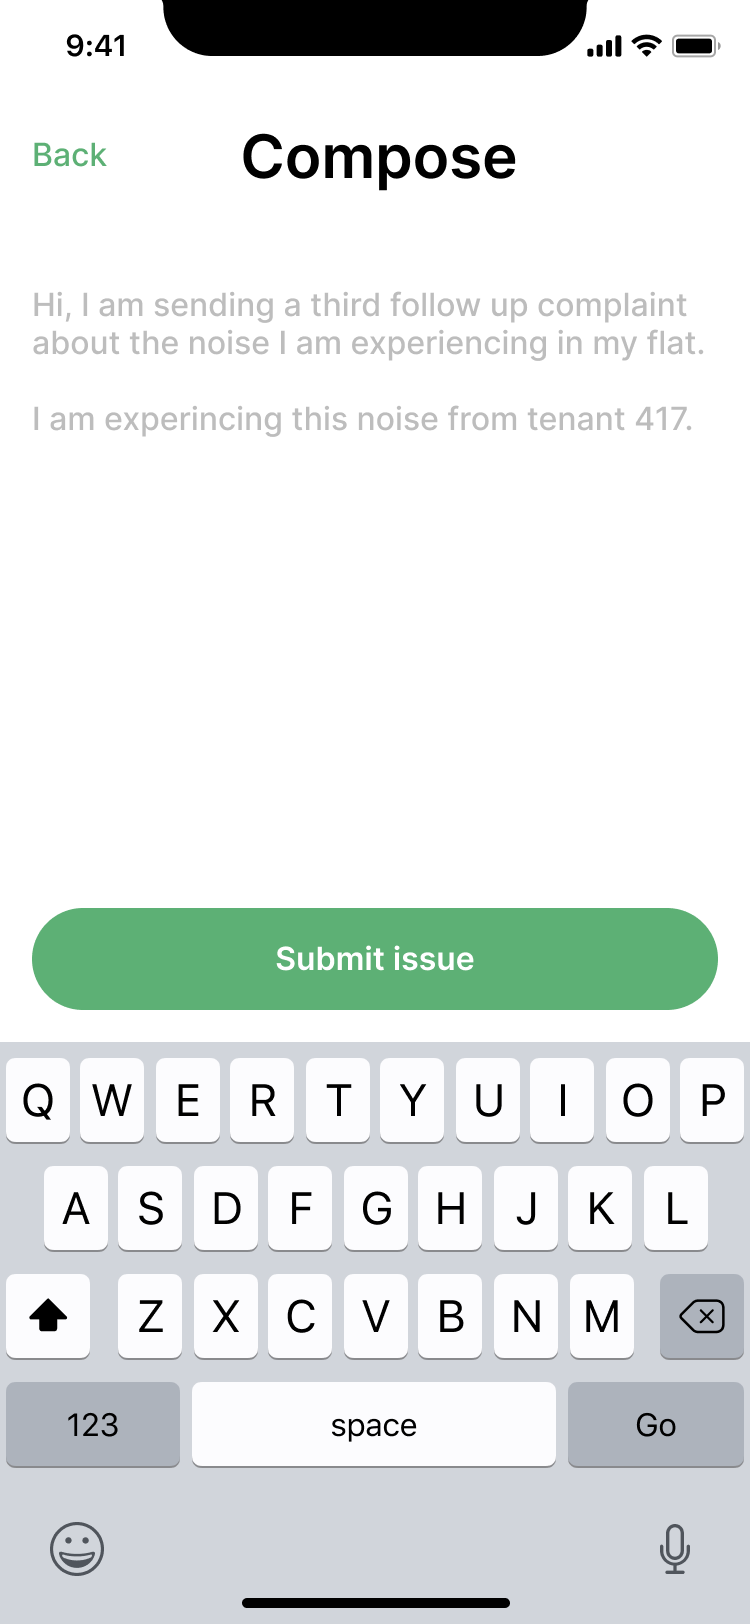 9:41
Back
Compose
Hi, I am sending a third follow up complaint
about the noise I am experiencing in my flat.
I am experincing this noise from tenant 417.
Submit issue
Q W E R T Y U I O P
A S D F G H J K L
Z X C V B N M
123 space Go